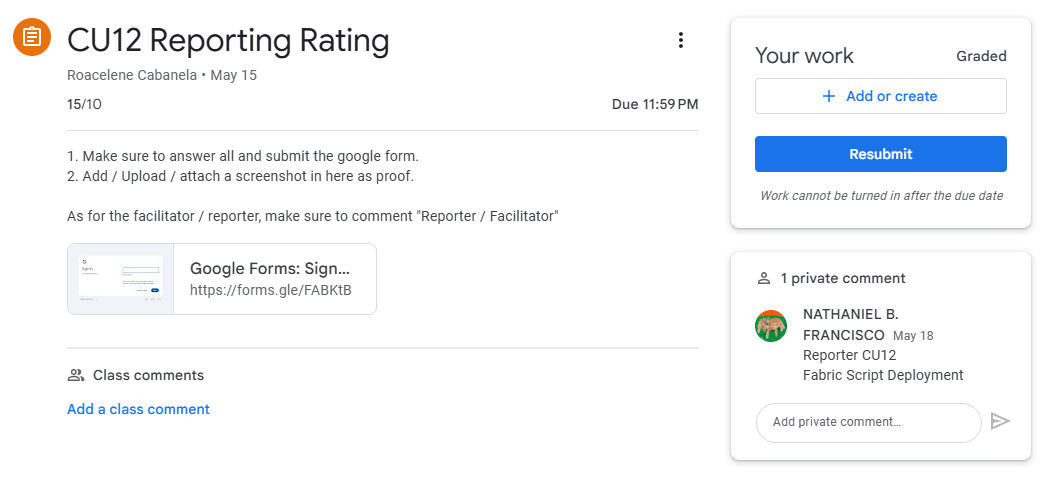 CU12 Reporting Rating
Roacelene Cabanela • May 15
15/10
Due 11:59 PM
1. Make sure to answer all and submit the google form.
2. Add / Upload / attach a screenshot in here as proof.
As for the facilitator / reporter, make sure to comment "Reporter / Facilitator"
Google Forms: Sign...
https://forms.gle/FABKtB
Class comments
Add a class comment
Your work
Graded
+ Add or create
Resubmit
Work cannot be turned in after the due date
1 private comment
NATHANIEL B.
FRANCISCO May 18
Reporter CU12
Fabric Script Deployment
Add private comment...